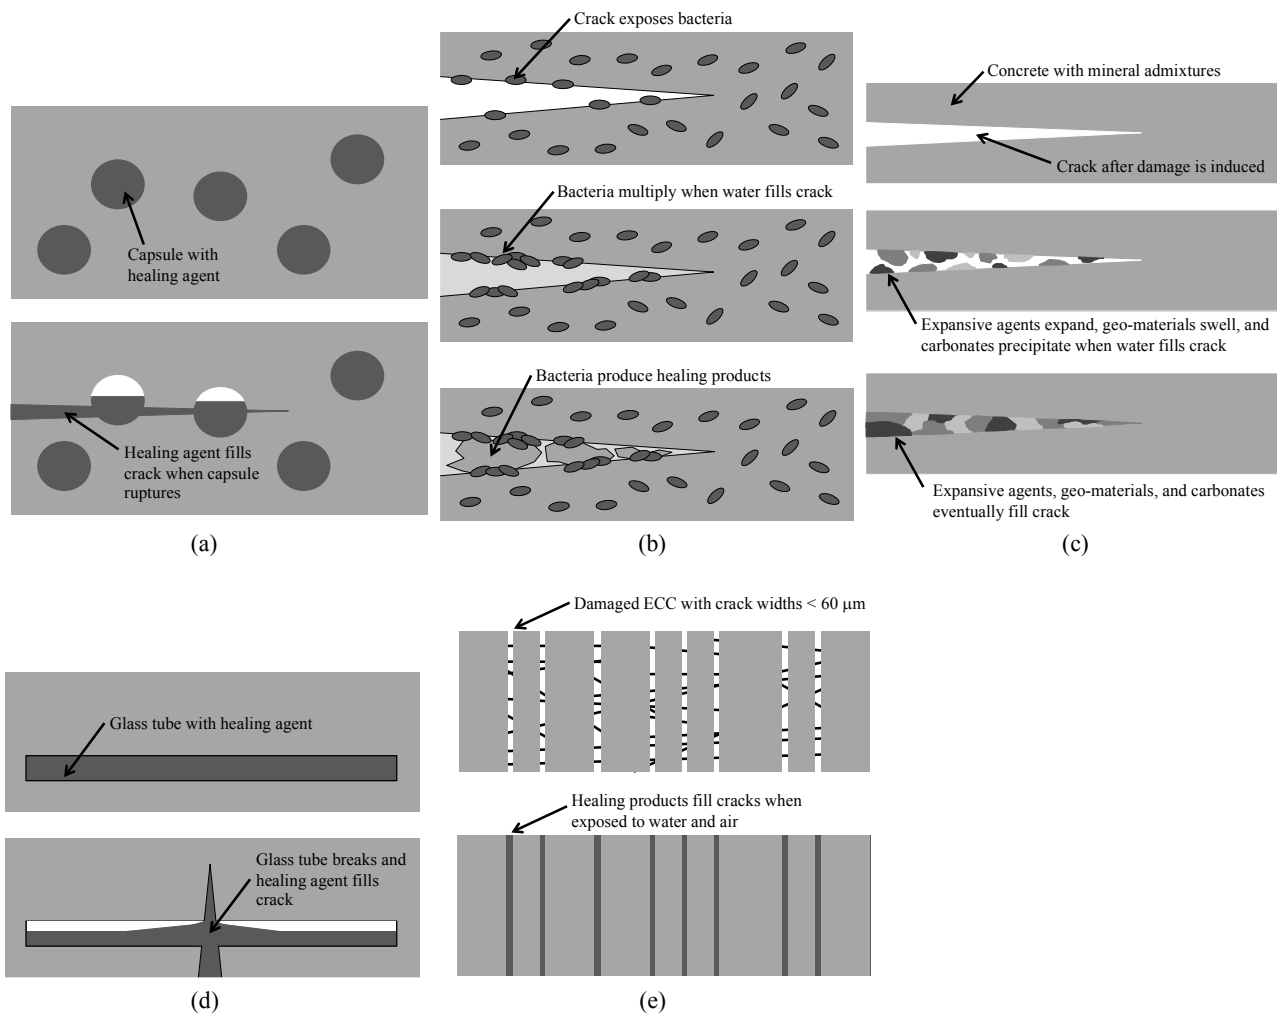 Capsule with
healing agent
Healing agent fills
crack when capsule
ruptures
(a)
Crack exposes bacteria
Bacteria multiply when water fills crack
Bacteria produce healing products
(b)
Concrete with mineral admixtures
Crack after damage is induced
Expansive agents expand, geo-materials swell, and
carbonates precipitate when water fills crack
Expansive agents, geo-materials, and carbonates
eventually fill crack
(c)
Glass tube with healing agent
Glass tube breaks and
healing agent fills
crack
(d)
Damaged ECC with crack widths < 60 μm
Healing products fill cracks when
exposed to water and air
(e)